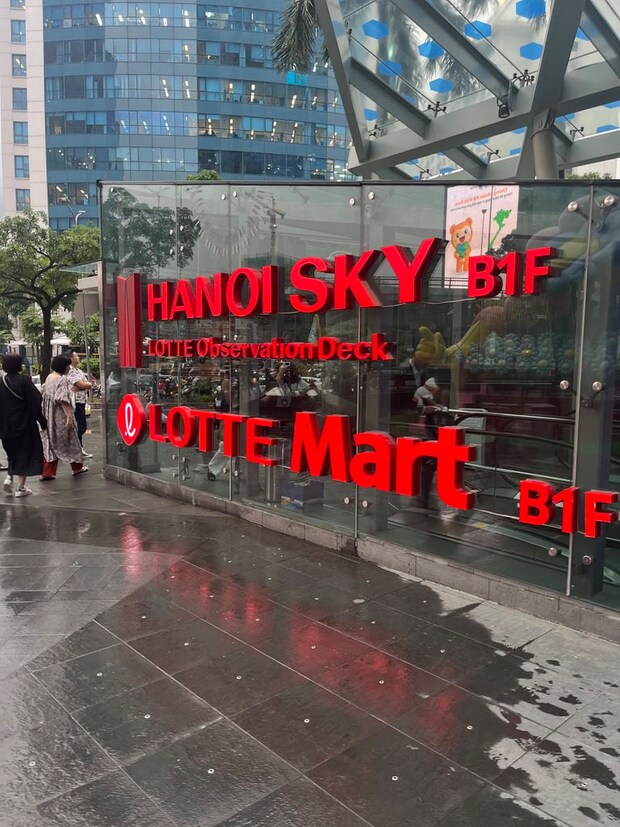 HANOI SKY B1F
LOTTE Observation Deck
LOTTE Mart B1F